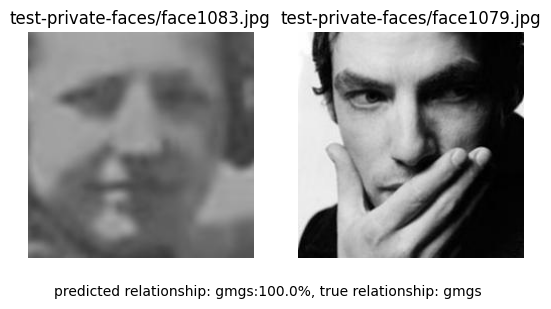 test-private-faces/face1083.jpg
test-private-faces/face1079.jpg
predicted relationship: gmgs:100.0%, true relationship: gmgs